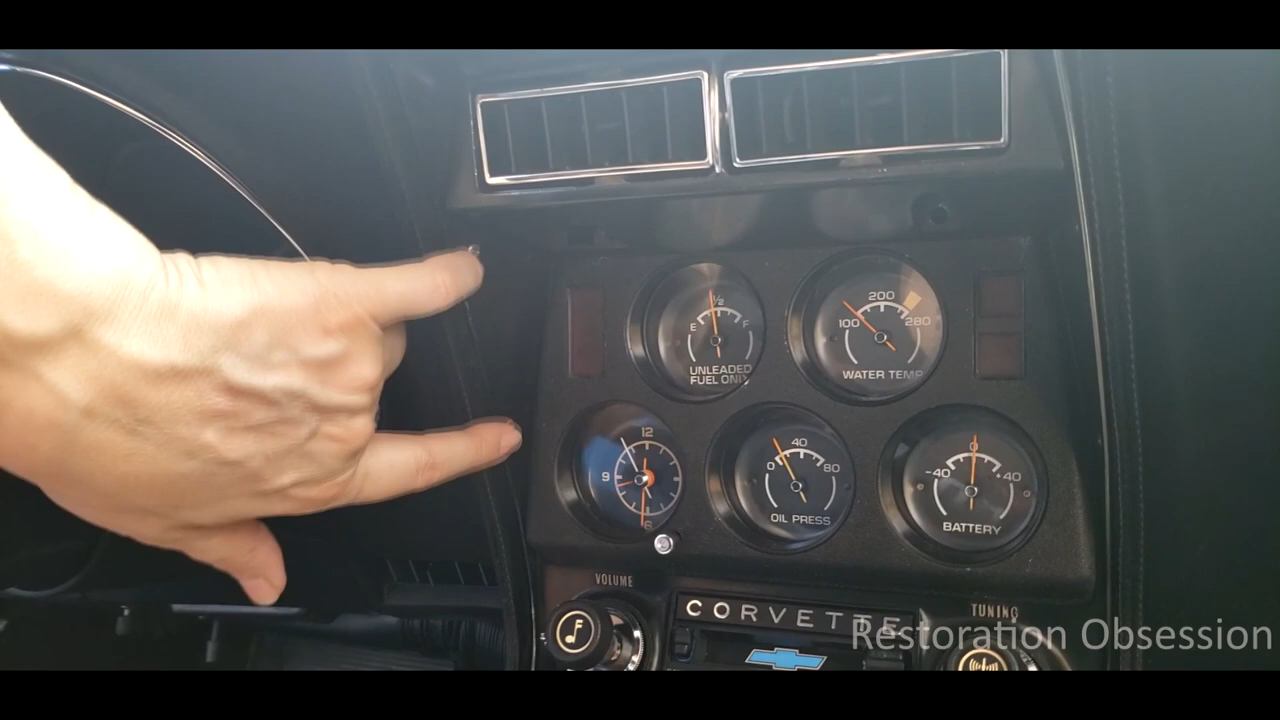 ½
E F
UNLEADED
FUEL ONLY
200
100 280
WATER TEMP
12
9
6
40
0 80
OIL PRESS
0
-40 +40
BATTERY
VOLUME
CORVETTE
TUNING
Restoration Obsession